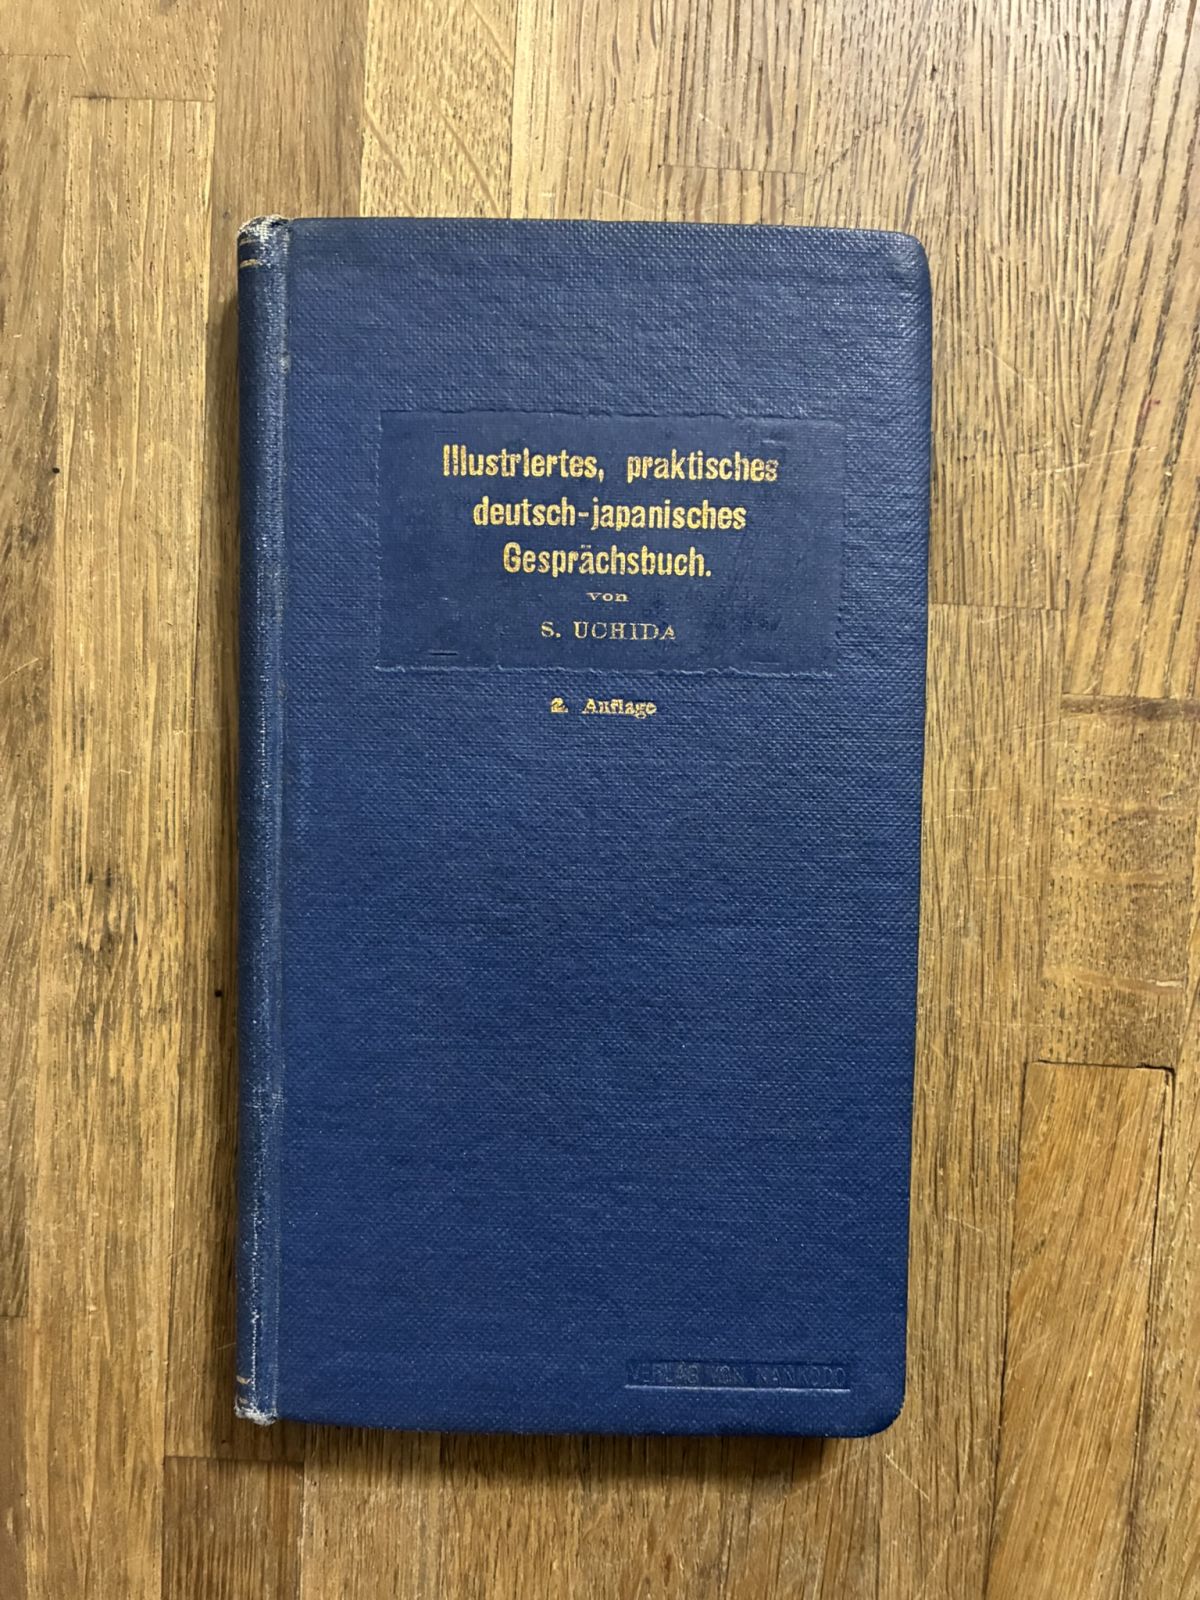 Illustriertes, praktisches
deutsch-japanisches
Gesprächsbuch.
von
S. UCHIDA
2. Auflage
VERLAG VON NANKODO